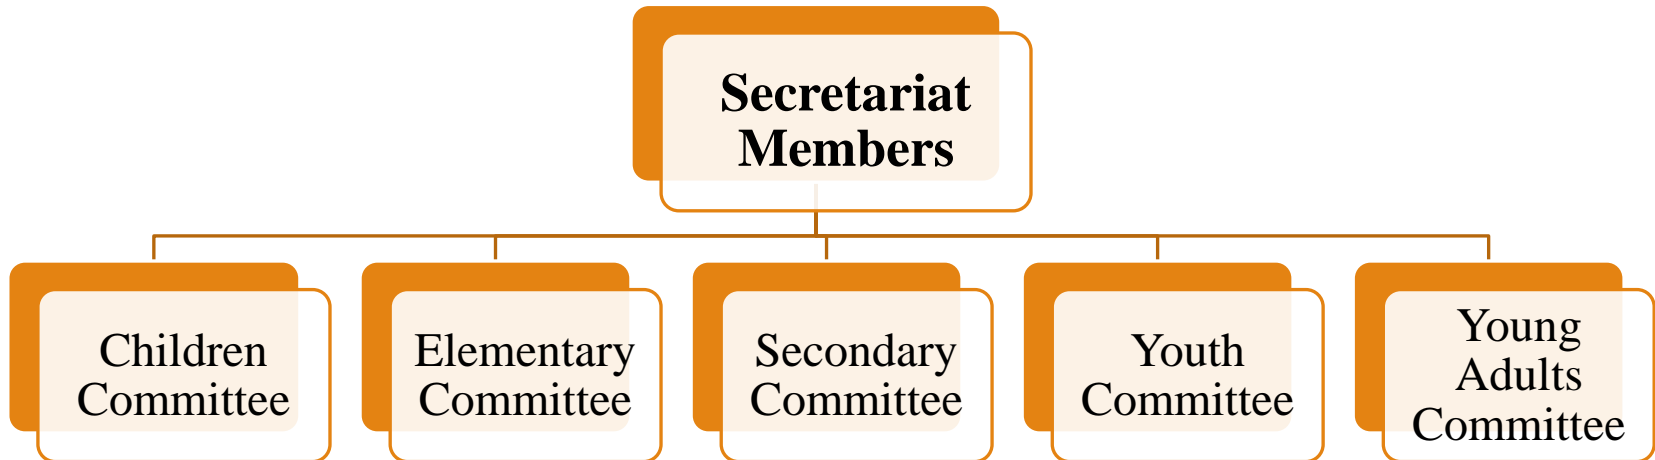 Secretariat
Members
Children
Committee
Elementary
Committee
Secondary
Committee
Youth
Committee
Young
Adults
Committee